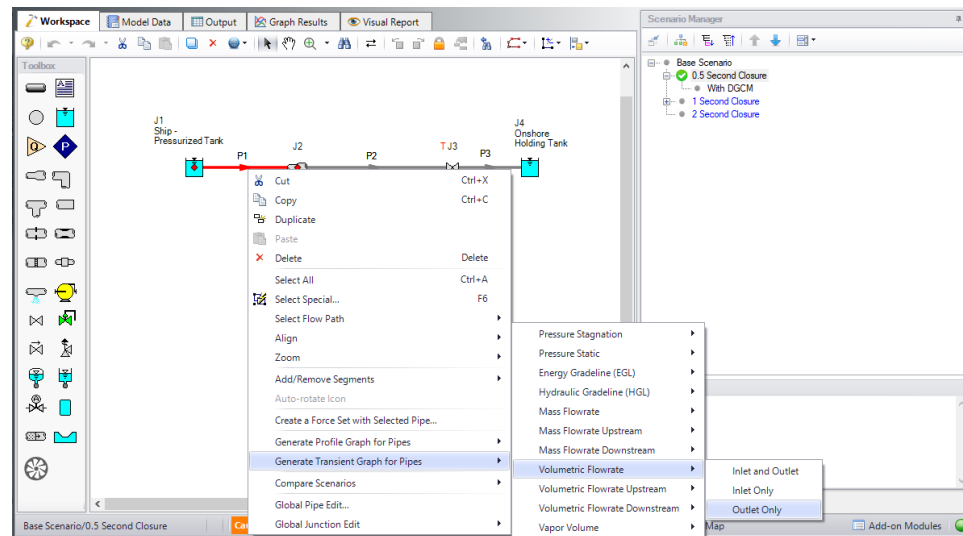 Workspace
Model Data
Output
Graph Results
Visual Report
Toolbox
J1
Ship -
Pressurized Tank
P1
J2
P2
T J3
P3
J4
Onshore
Holding Tank
Cut Ctrl+X
Copy Ctrl+C
Duplicate
Paste
Delete Delete
Select All Ctrl+A
Select Special... F6
Select Flow Path
Align
Zoom
Add/Remove Segments
Auto-rotate Icon
Create a Force Set with Selected Pipe...
Generate Profile Graph for Pipes
Generate Transient Graph for Pipes
Compare Scenarios
Global Pipe Edit...
Global Junction Edit
Pressure Stagnation
Pressure Static
Energy Gradeline (EGL)
Hydraulic Gradeline (HGL)
Mass Flowrate
Mass Flowrate Upstream
Mass Flowrate Downstream
Volumetric Flowrate
Volumetric Flowrate Upstream
Volumetric Flowrate Downstream
Vapor Volume
Inlet and Outlet
Inlet Only
Outlet Only
Scenario Manager
Base Scenario
0.5 Second Closure
With DGCM
1 Second Closure
2 Second Closure
Q
P
A
Base Scenario/0.5 Second Closure
Map
Add-on Modules